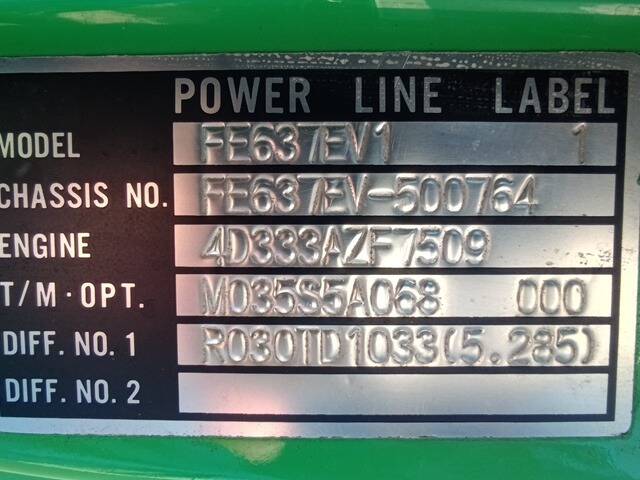 POWER LINE LABEL
MODEL FE637EV1 1
CHASSIS NO. FE637EV-500764
ENGINE 4D333AZF7509
T/M·OPT. M035S5A068 000
DIFF. NO. 1 R030TD1033(5.285)
DIFF. NO. 2